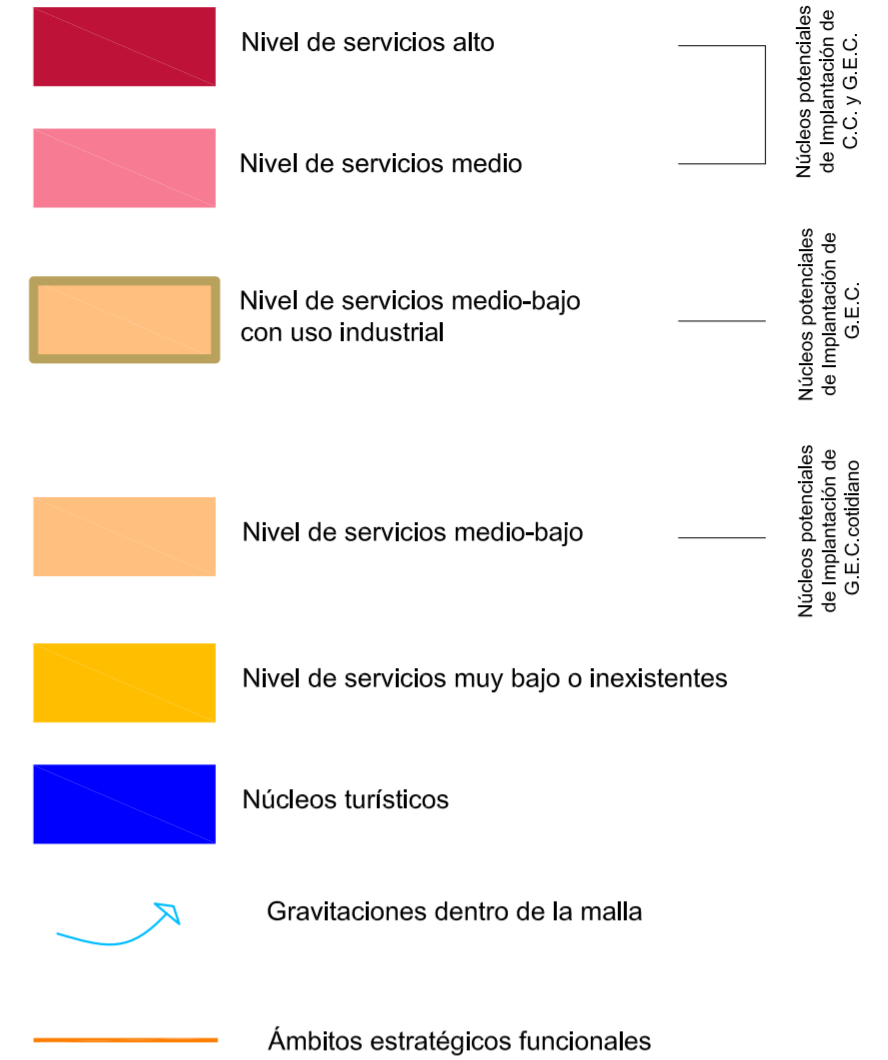 Nivel de servicios alto
Nivel de servicios medio
Núcleos potenciales
de Implantación de
C.C. y G.E.C.
Nivel de servicios medio-bajo
con uso industrial
Núcleos potenciales
de Implantación de
G.E.C.
Nivel de servicios medio-bajo
Núcleos potenciales
de Implantación de
G.E.C.cotidiano
Nivel de servicios muy bajo o inexistentes
Núcleos turísticos
Gravitaciones dentro de la malla
Ámbitos estratégicos funcionales